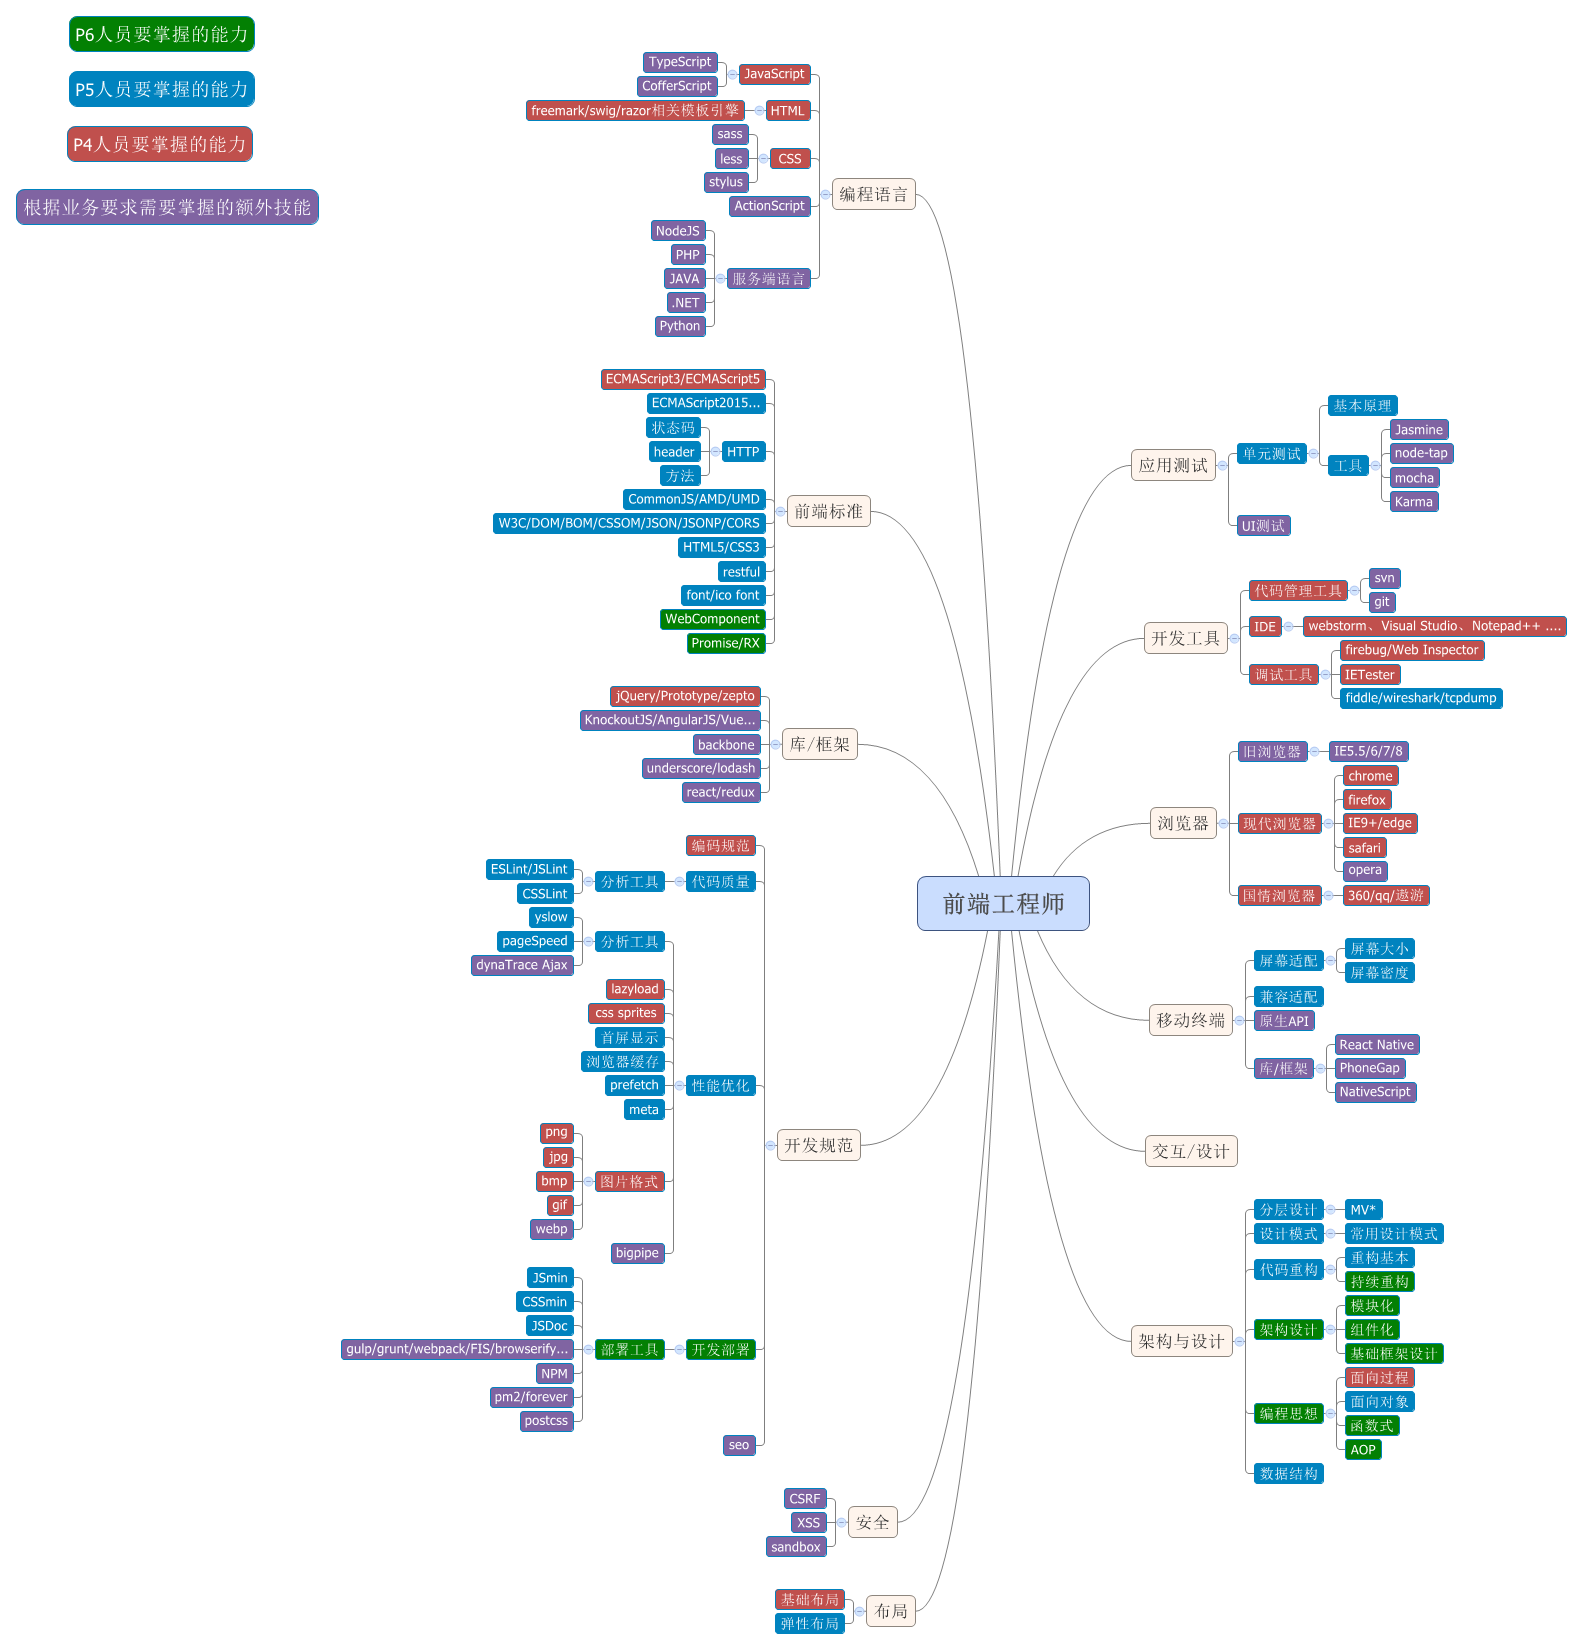 P6人员要掌握的能力
P5人员要掌握的能力
P4人员要掌握的能力
根据业务要求需要掌握的额外技能
前端工程师
编程语言
JavaScript
TypeScript
CofferScript
HTML
freemark/swig/razor相关模板引擎
CSS
sass
less
stylus
ActionScript
服务端语言
NodeJS
PHP
JAVA
.NET
Python
前端标准
ECMAScript3/ECMAScript5
ECMAScript2015...
HTTP
状态码
header
方法
CommonJS/AMD/UMD
W3C/DOM/BOM/CSSOM/JSON/JSONP/CORS
HTML5/CSS3
restful
font/ico font
WebComponent
Promise/RX
库/框架
jQuery/Prototype/zepto
KnockoutJS/AngularJS/Vue...
backbone
underscore/lodash
react/redux
开发规范
编码规范
代码质量
分析工具
ESLint/JSLint
CSSLint
性能优化
分析工具
yslow
pageSpeed
dynaTrace Ajax
lazyload
css sprites
首屏显示
浏览器缓存
prefetch
meta
图片格式
png
jpg
bmp
gif
webp
bigpipe
开发部署
部署工具
JSmin
CSSmin
JSDoc
gulp/grunt/webpack/FIS/browserify...
NPM
pm2/forever
postcss
seo
安全
CSRF
XSS
sandbox
布局
基础布局
弹性布局
应用测试
单元测试
基本原理
工具
Jasmine
node-tap
mocha
Karma
UI测试
开发工具
代码管理工具
svn
git
IDE
webstorm、Visual Studio、Notepad++ ....
调试工具
firebug/Web Inspector
IETester
fiddle/wireshark/tcpdump
浏览器
旧浏览器
IE5.5/6/7/8
现代浏览器
chrome
firefox
IE9+/edge
safari
opera
国情浏览器
360/qq/遨游
移动终端
屏幕适配
屏幕大小
屏幕密度
兼容适配
原生API
库/框架
React Native
PhoneGap
NativeScript
交互/设计
架构与设计
分层设计
MV*
设计模式
常用设计模式
代码重构
重构基本
持续重构
架构设计
模块化
组件化
基础框架设计
编程思想
面向过程
面向对象
函数式
AOP
数据结构